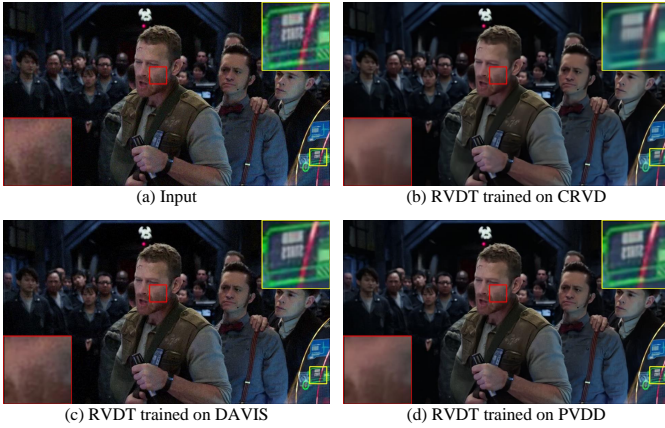 (a) Input
(b) RVDT trained on CRVD
(c) RVDT trained on DAVIS
(d) RVDT trained on PVDD